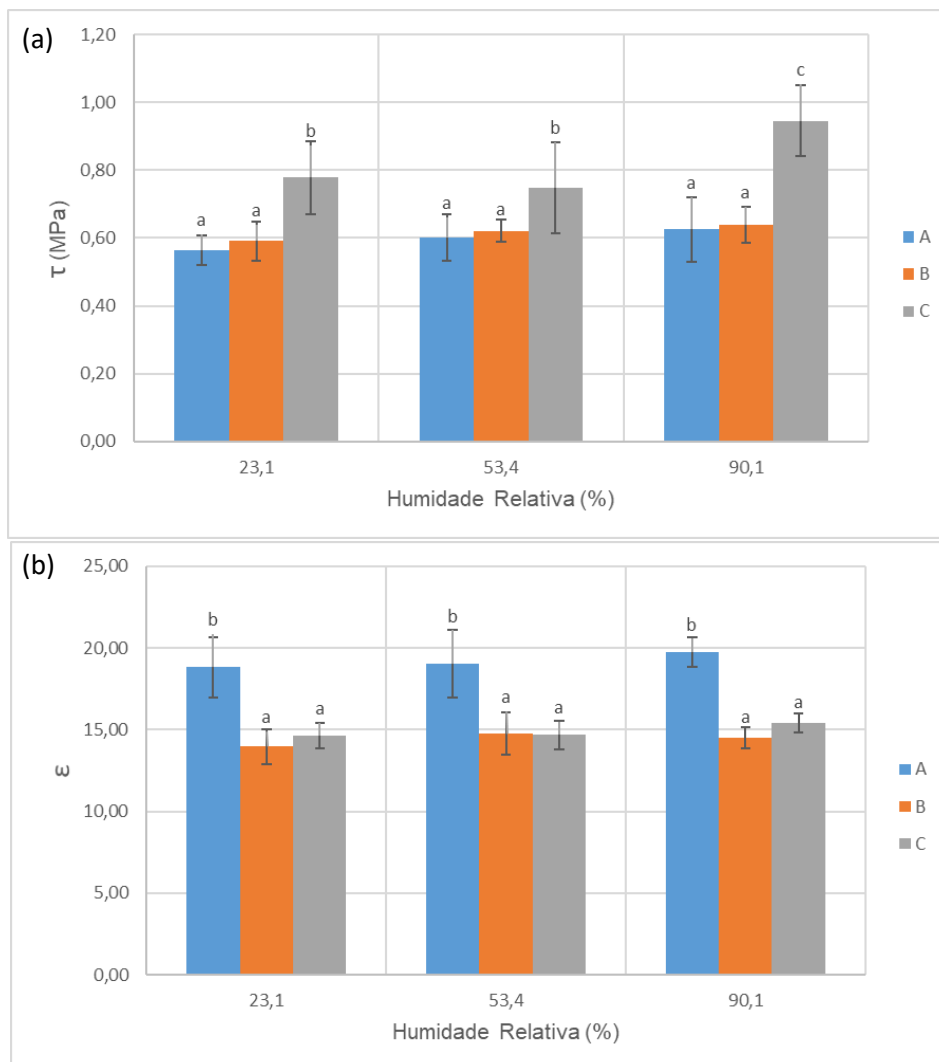 (a)
1,20
1,00
0,80
0,60
0,40
0,20
0,00
τ (MPa)
a
a
b
a
a
b
a
a
c
23,1
53,4
90,1
Humidade Relativa (%)
A
B
C
(b)
25,00
20,00
15,00
10,00
5,00
0,00
ε
b
a
a
b
a
a
b
a
a
23,1
53,4
90,1
Humidade Relativa (%)
A
B
C